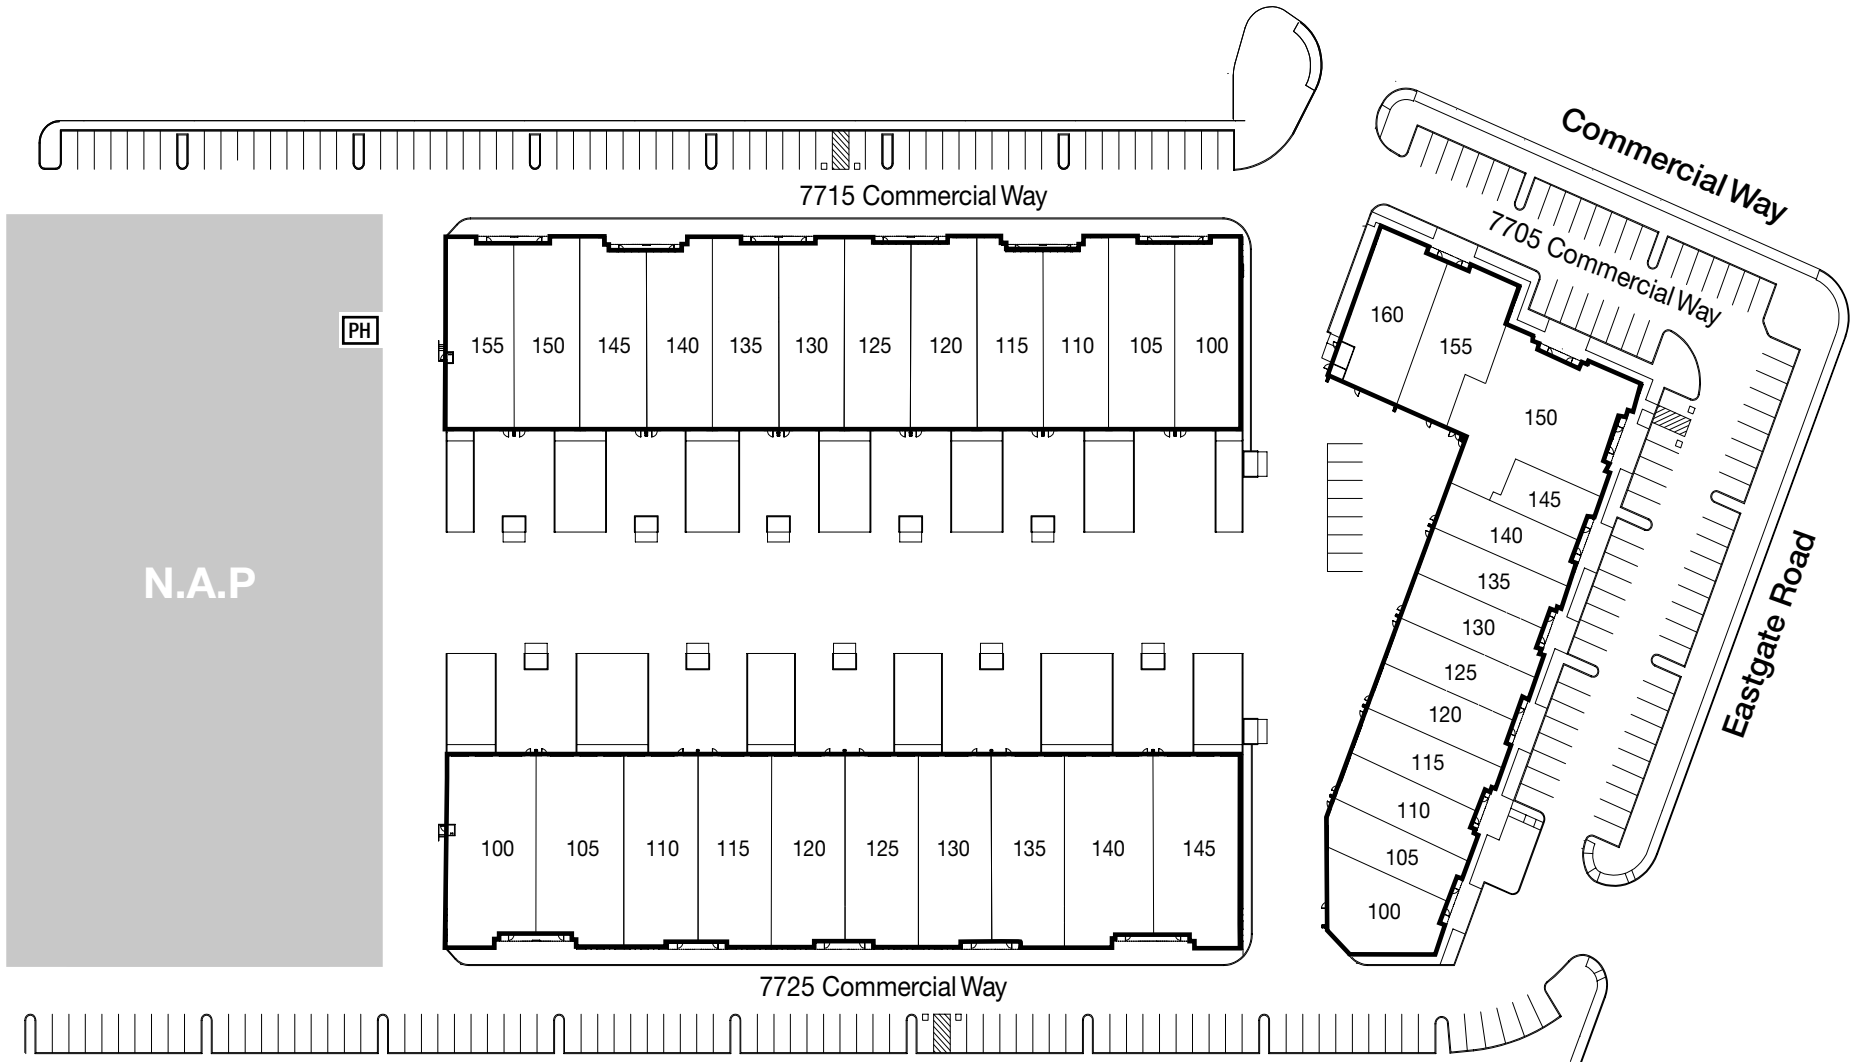 Commercial Way
7715 Commercial Way
7705 Commercial Way
PH
155 150 145 140 135 130 125 120 115 110 105 100
160
155
150
145
140
135
130
125
120
115
110
105
100
N.A.P
Eastgate Road
100 105 110 115 120 125 130 135 140 145
7725 Commercial Way